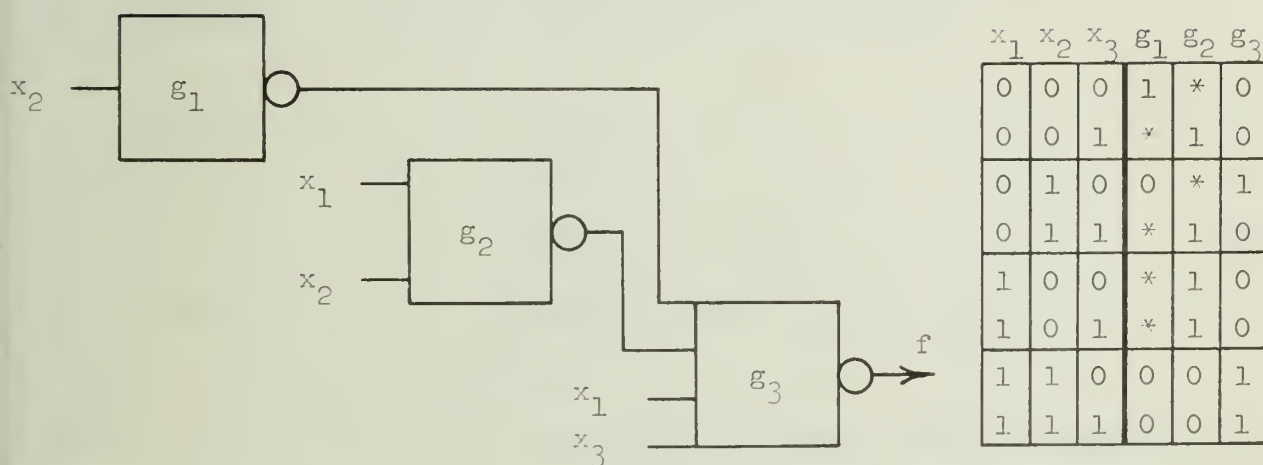 x1 x2 x3 g1 g2 g3
x2
g1
0 0 0 1 * 0
0 0 1 * 1 0
x1
g2
0 1 0 0 * 1
0 1 1 * 1 0
x2
1 0 0 * 1 0
1 0 1 * 1 0
f
g3
x1
1 1 0 0 0 1
x3
1 1 1 0 0 1